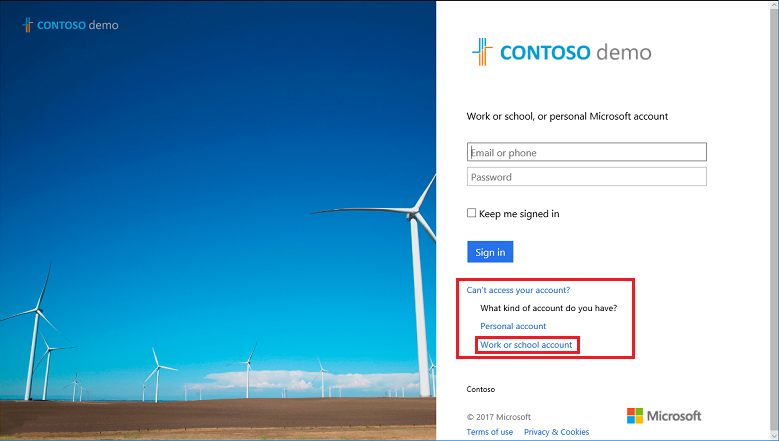 CONTOSO demo
CONTOSO demo
Work or school, or personal Microsoft account
Email or phone
Password
Keep me signed in
Sign in
Can't access your account?
What kind of account do you have?
Personal account
Work or school account
Contoso
© 2017 Microsoft
Terms of use Privacy & Cookies
Microsoft